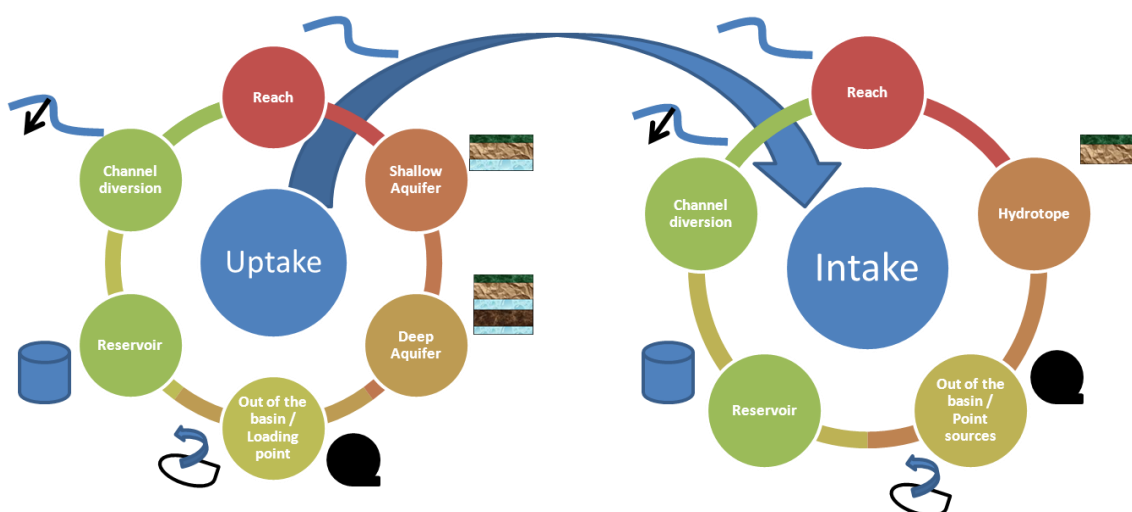 Reach
Shallow
Aquifer
Deep
Aquifer
Out of the
basin /
Loading
point
Reservoir
Channel
diversion
Uptake
Reach
Hydrotope
Out of the
basin /
Point
sources
Reservoir
Channel
diversion
Intake